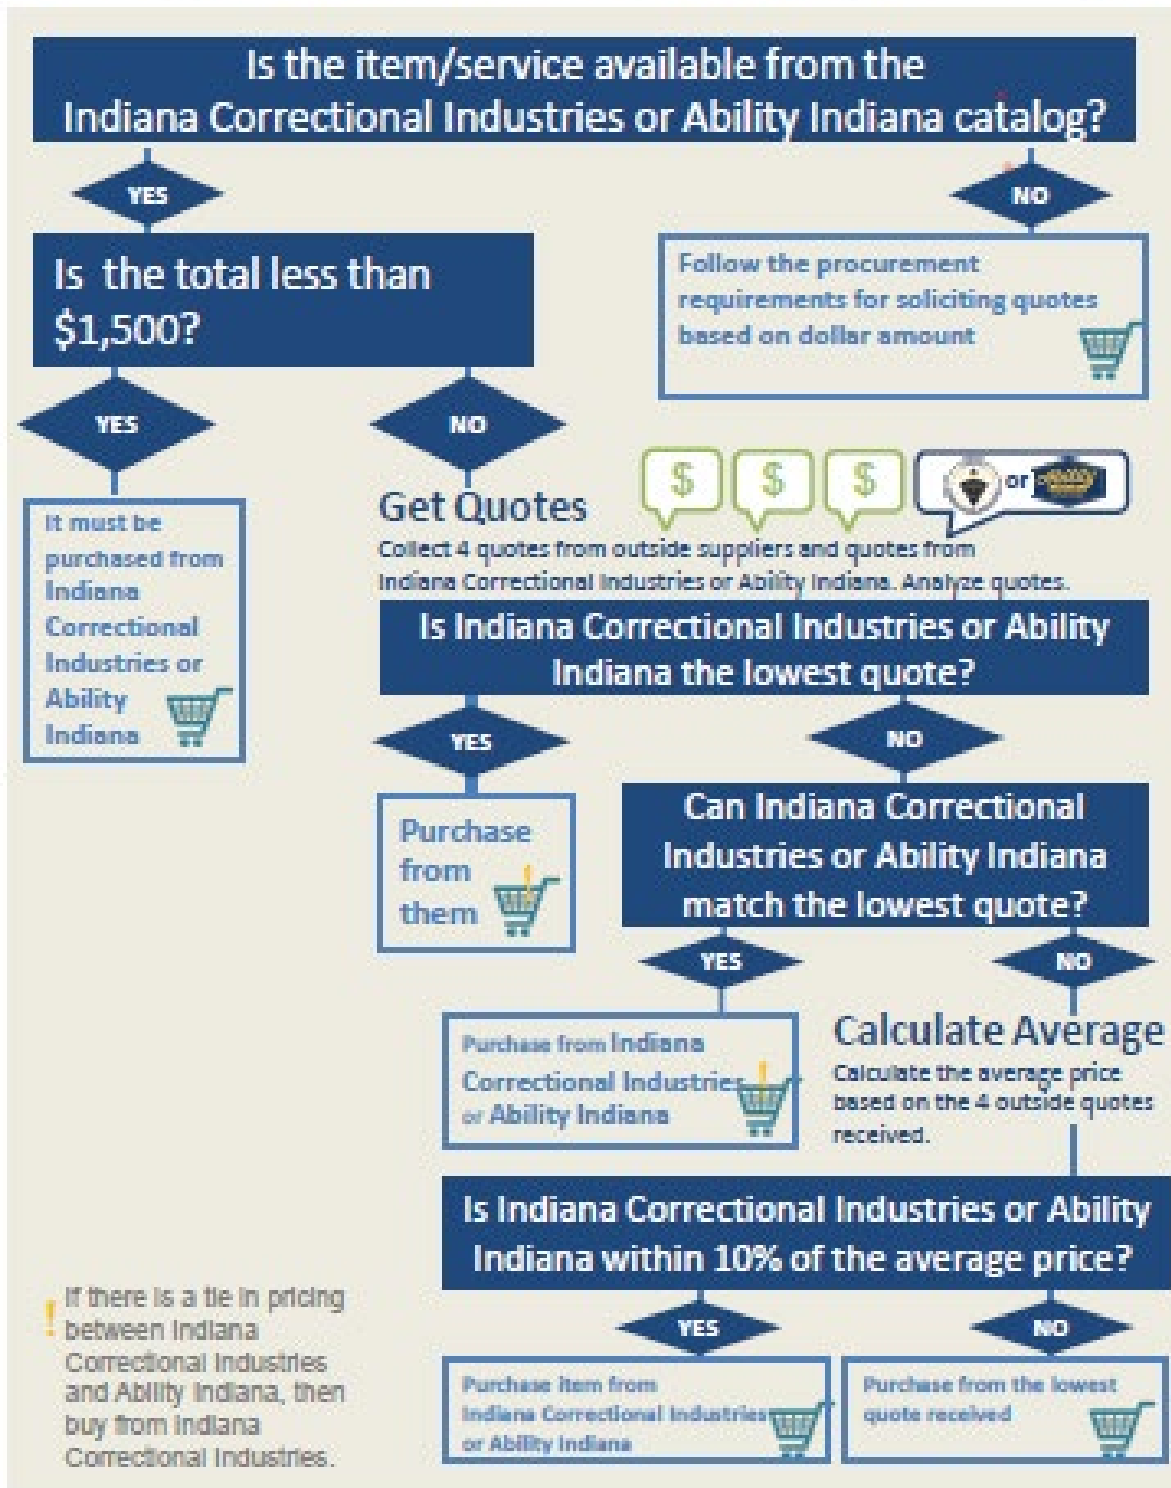 Is the item/service available from the
Indiana Correctional Industries or Ability Indiana catalog?
YES
NO
Is the total less than
$1,500?
Follow the procurement
requirements for soliciting quotes
based on dollar amount
YES
NO
It must be
purchased from
Indiana
Correctional
Industries or
Ability
Indiana
Get Quotes
$ $ $ or
Collect 4 quotes from outside suppliers and quotes from
Indiana Correctional Industries or Ability Indiana. Analyze quotes.
Is Indiana Correctional Industries or Ability
Indiana the lowest quote?
YES
NO
Purchase
from
them
!
Can Indiana Correctional
Industries or Ability Indiana
match the lowest quote?
YES
NO
Purchase from Indiana
Correctional Industries
or Ability Indiana
!
Calculate Average
Calculate the average price
based on the 4 outside quotes
received.
Is Indiana Correctional Industries or Ability
Indiana within 10% of the average price?
YES
NO
Purchase item from
Indiana Correctional Industries
or Ability Indiana
Purchase from the lowest
quote received
! If there is a tie in pricing
between Indiana
Correctional Industries
and Ability Indiana, then
buy from Indiana
Correctional Industries.